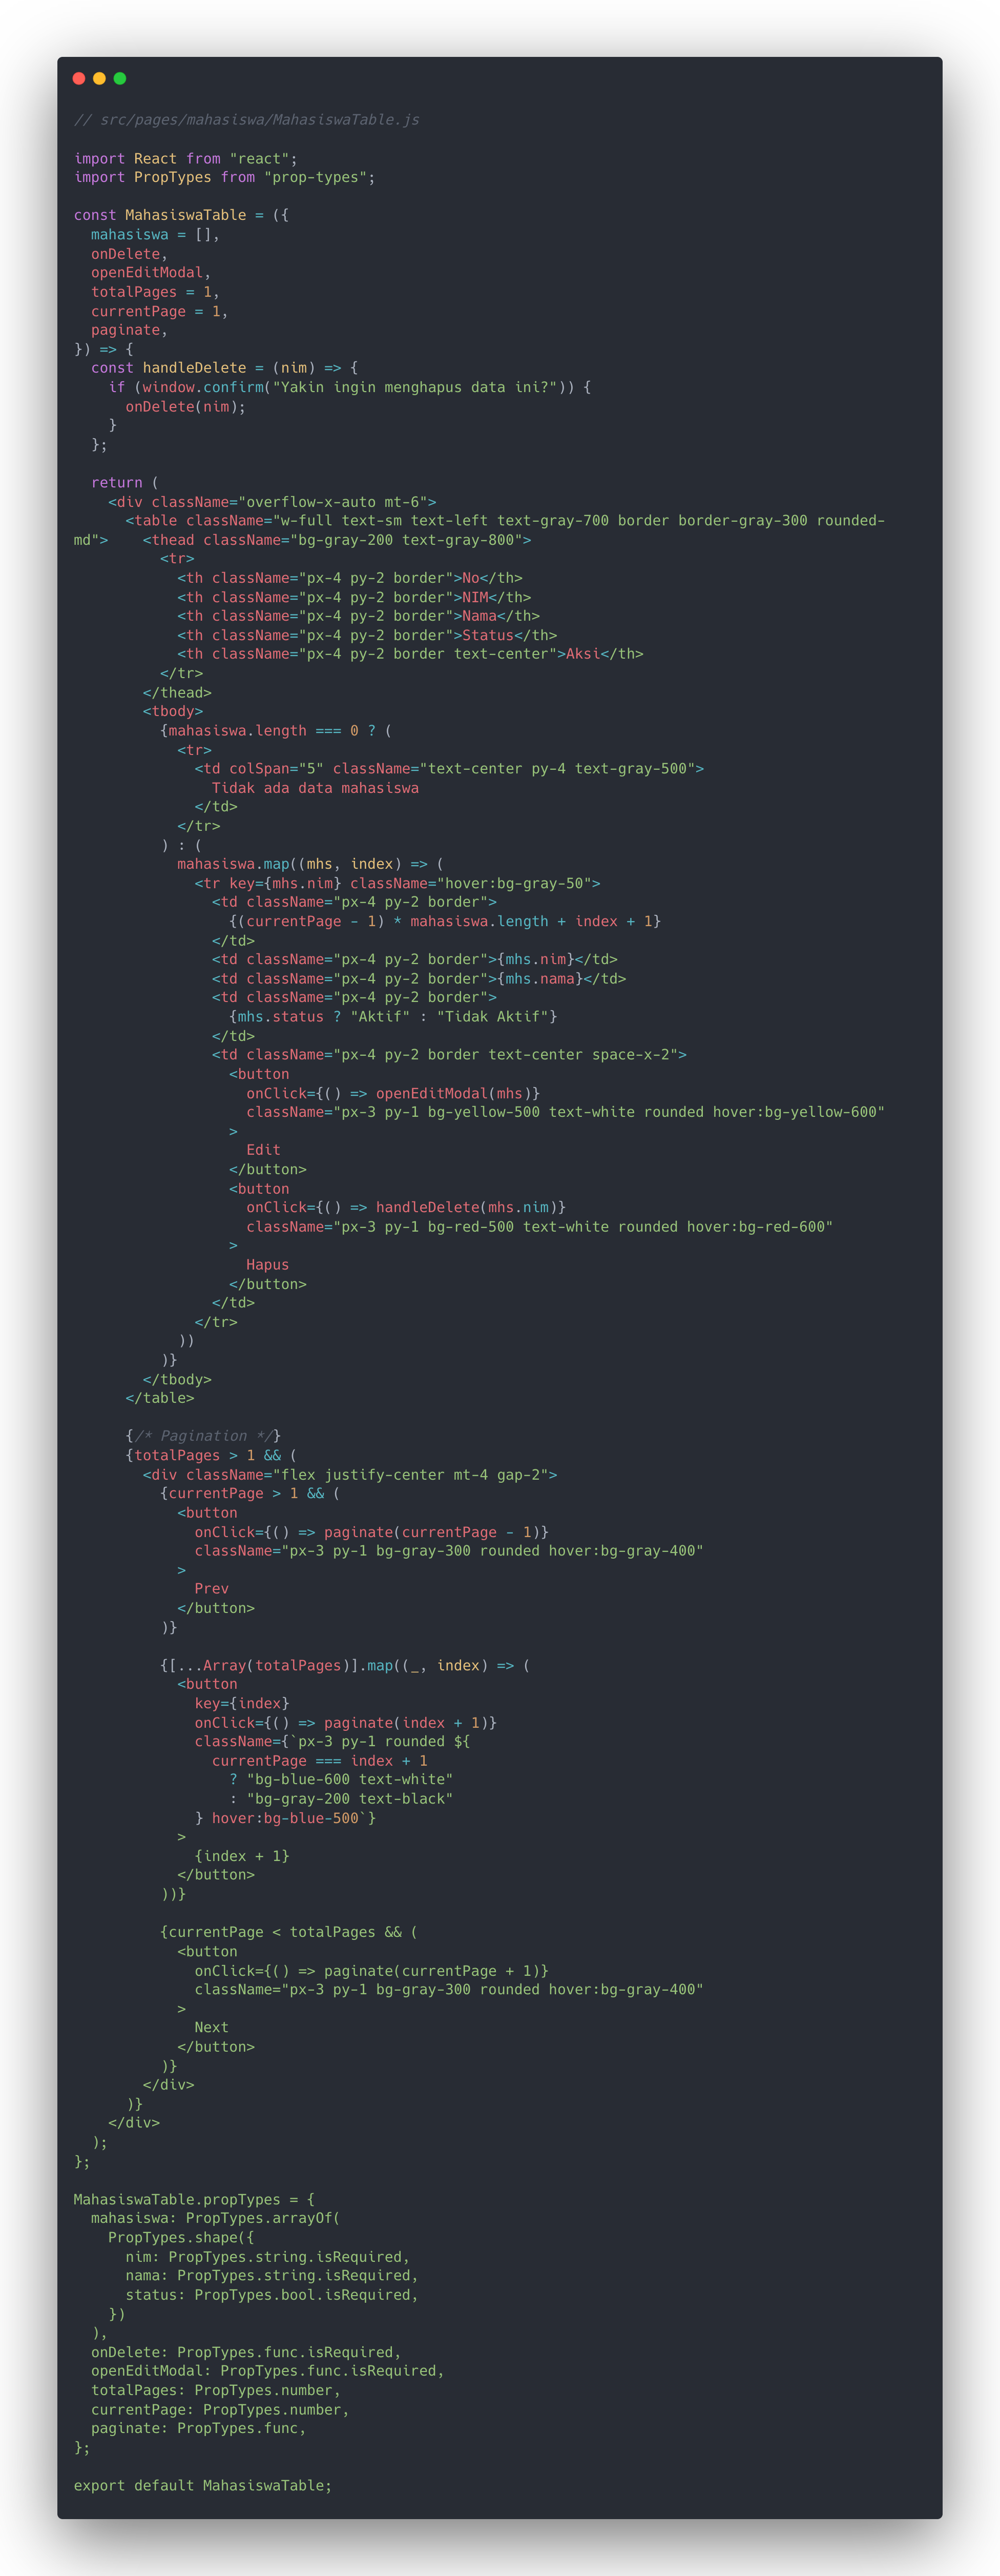 // src/pages/mahasiswa/MahasiswaTable.js

import React from "react";
import PropTypes from "prop-types";

const MahasiswaTable = ({
  mahasiswa = [],
  onDelete,
  openEditModal,
  totalPages = 1,
  currentPage = 1,
  paginate,
}) => {
  const handleDelete = (nim) => {
    if (window.confirm("Yakin ingin menghapus data ini?")) {
      onDelete(nim);
    }
  };

  return (
    <div className="overflow-x-auto mt-6">
      <table className="w-full text-sm text-left text-gray-700 border border-gray-300 rounded-
md">    <thead className="bg-gray-200 text-gray-800">
          <tr>
            <th className="px-4 py-2 border">No</th>
            <th className="px-4 py-2 border">NIM</th>
            <th className="px-4 py-2 border">Nama</th>
            <th className="px-4 py-2 border">Status</th>
            <th className="px-4 py-2 border text-center">Aksi</th>
          </tr>
        </thead>
        <tbody>
          {mahasiswa.length === 0 ? (
            <tr>
              <td colSpan="5" className="text-center py-4 text-gray-500">
                Tidak ada data mahasiswa
              </td>
            </tr>
          ) : (
            mahasiswa.map((mhs, index) => (
              <tr key={mhs.nim} className="hover:bg-gray-50">
                <td className="px-4 py-2 border">
                  {(currentPage - 1) * mahasiswa.length + index + 1}
                </td>
                <td className="px-4 py-2 border">{mhs.nim}</td>
                <td className="px-4 py-2 border">{mhs.nama}</td>
                <td className="px-4 py-2 border">
                  {mhs.status ? "Aktif" : "Tidak Aktif"}
                </td>
                <td className="px-4 py-2 border text-center space-x-2">
                  <button
                    onClick={() => openEditModal(mhs)}
                    className="px-3 py-1 bg-yellow-500 text-white rounded hover:bg-yellow-600"
                  >
                    Edit
                  </button>
                  <button
                    onClick={() => handleDelete(mhs.nim)}
                    className="px-3 py-1 bg-red-500 text-white rounded hover:bg-red-600"
                  >
                    Hapus
                  </button>
                </td>
              </tr>
            ))
          )}
        </tbody>
      </table>

      {/* Pagination */}
      {totalPages > 1 && (
        <div className="flex justify-center mt-4 gap-2">
          {currentPage > 1 && (
            <button
              onClick={() => paginate(currentPage - 1)}
              className="px-3 py-1 bg-gray-300 rounded hover:bg-gray-400"
            >
              Prev
            </button>
          )}

          {[...Array(totalPages)].map((_, index) => (
            <button
              key={index}
              onClick={() => paginate(index + 1)}
              className={`px-3 py-1 rounded ${
                currentPage === index + 1
                  ? "bg-blue-600 text-white"
                  : "bg-gray-200 text-black"
              } hover:bg-blue-500`}
            >
              {index + 1}
            </button>
          ))}

          {currentPage < totalPages && (
            <button
              onClick={() => paginate(currentPage + 1)}
              className="px-3 py-1 bg-gray-300 rounded hover:bg-gray-400"
            >
              Next
            </button>
          )}
        </div>
      )}
    </div>
  );
};

MahasiswaTable.propTypes = {
  mahasiswa: PropTypes.arrayOf(
    PropTypes.shape({
      nim: PropTypes.string.isRequired,
      nama: PropTypes.string.isRequired,
      status: PropTypes.bool.isRequired,
    })
  ),
  onDelete: PropTypes.func.isRequired,
  openEditModal: PropTypes.func.isRequired,
  totalPages: PropTypes.number,
  currentPage: PropTypes.number,
  paginate: PropTypes.func,
};

export default MahasiswaTable;